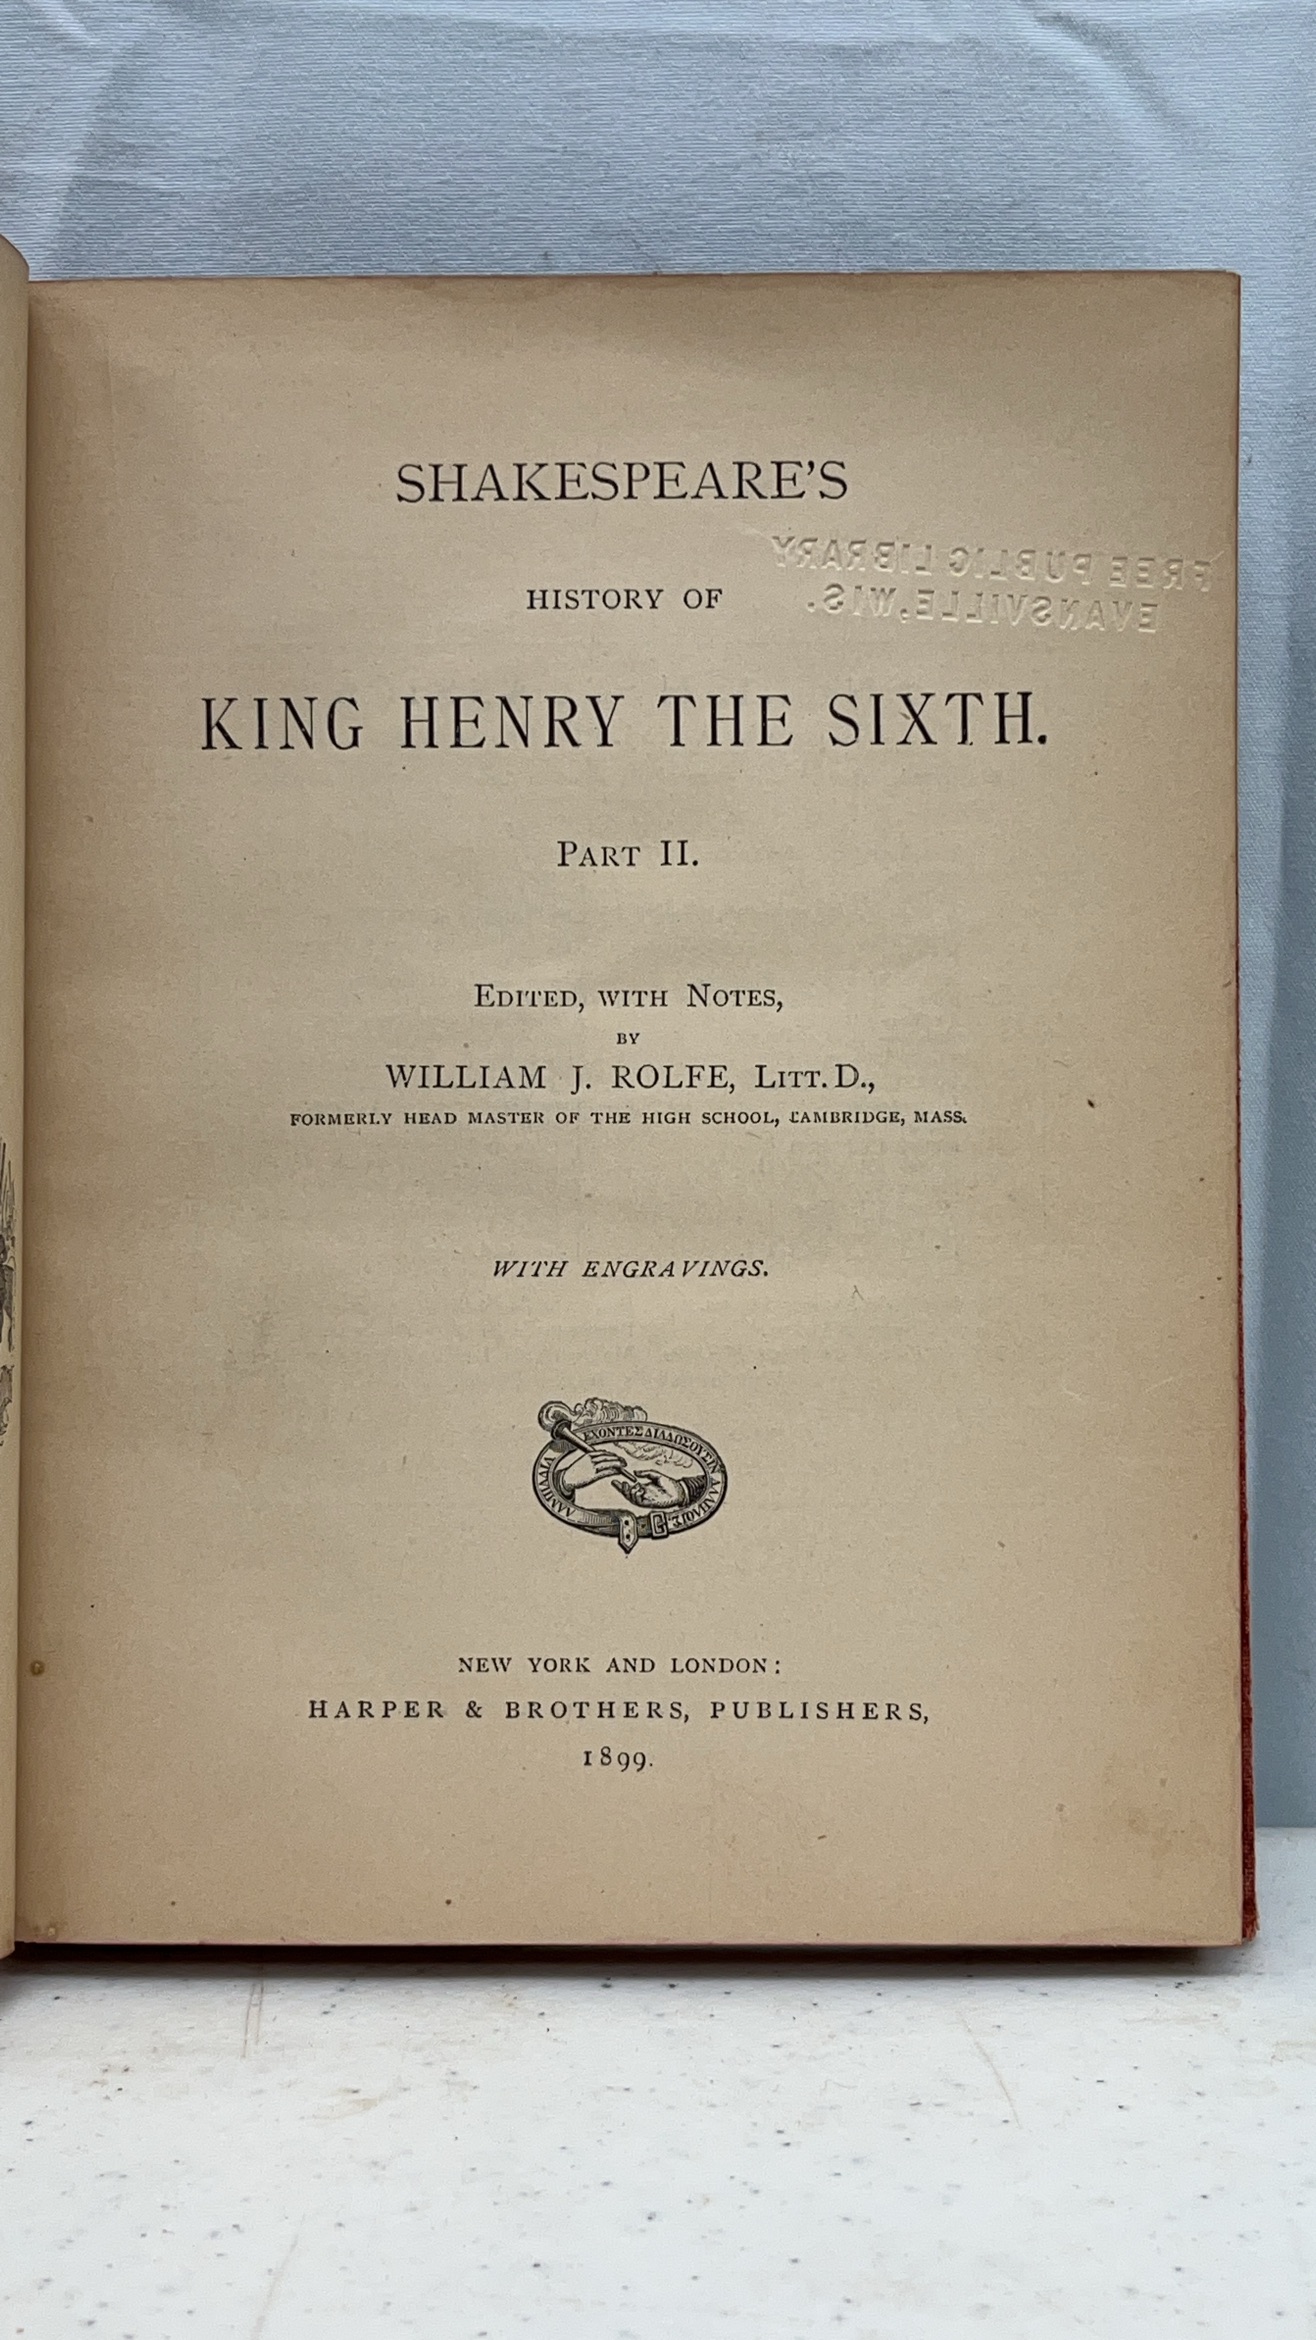 SHAKESPEARE'S
FREE PUBLIC LIBRARY
EVANSVILLE, WIS.
HISTORY OF
KING HENRY THE SIXTH.
PART II.
EDITED, WITH NOTES,
BY
WILLIAM J. ROLFE, LITT. D.,
FORMERLY HEAD MASTER OF THE HIGH SCHOOL, CAMBRIDGE, MASS.
WITH ENGRAVINGS.
ΛΑΜΠΑΔΙΑ ΕΧΟΝΤΕΣ ΔΙΑΔΩΣΟΥΣΙΝ ΑΛΛΗΛΟΙΣ
NEW YORK AND LONDON:
HARPER & BROTHERS, PUBLISHERS,
1899.